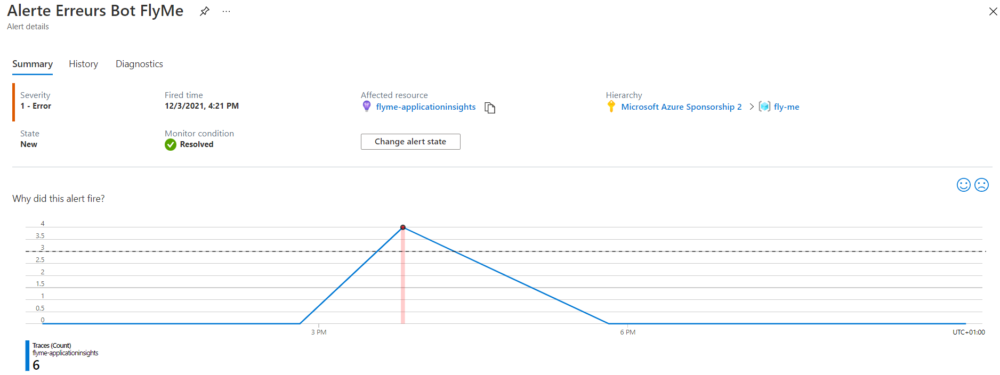 Alerte Erreurs Bot FlyMe
Alert details
Summary History Diagnostics
Severity Fired time Affected resource Hierarchy
1 - Error 12/3/2021, 4:21 PM flyme-applicationinsights Microsoft Azure Sponsorship 2 > fly-me
State Monitor condition
New Resolved Change alert state
Why did this alert fire?
4
3.5
3
2.5
2
1.5
1
0.5
0
3 PM 6 PM UTC+01:00
Traces (Count)
flyme-applicationinsights
6